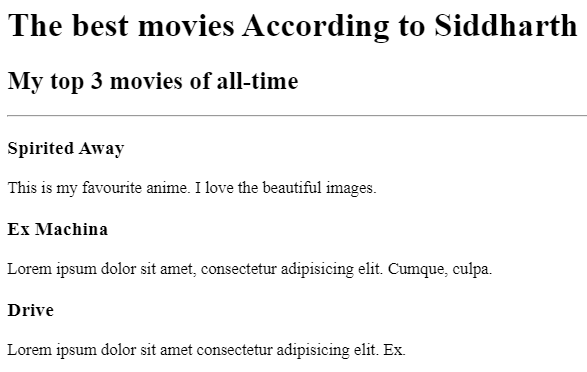 The best movies According to Siddharth
My top 3 movies of all-time
Spirited Away
This is my favourite anime. I love the beautiful images.
Ex Machina
Lorem ipsum dolor sit amet, consectetur adipisicing elit. Cumque, culpa.
Drive
Lorem ipsum dolor sit amet consectetur adipisicing elit. Ex.